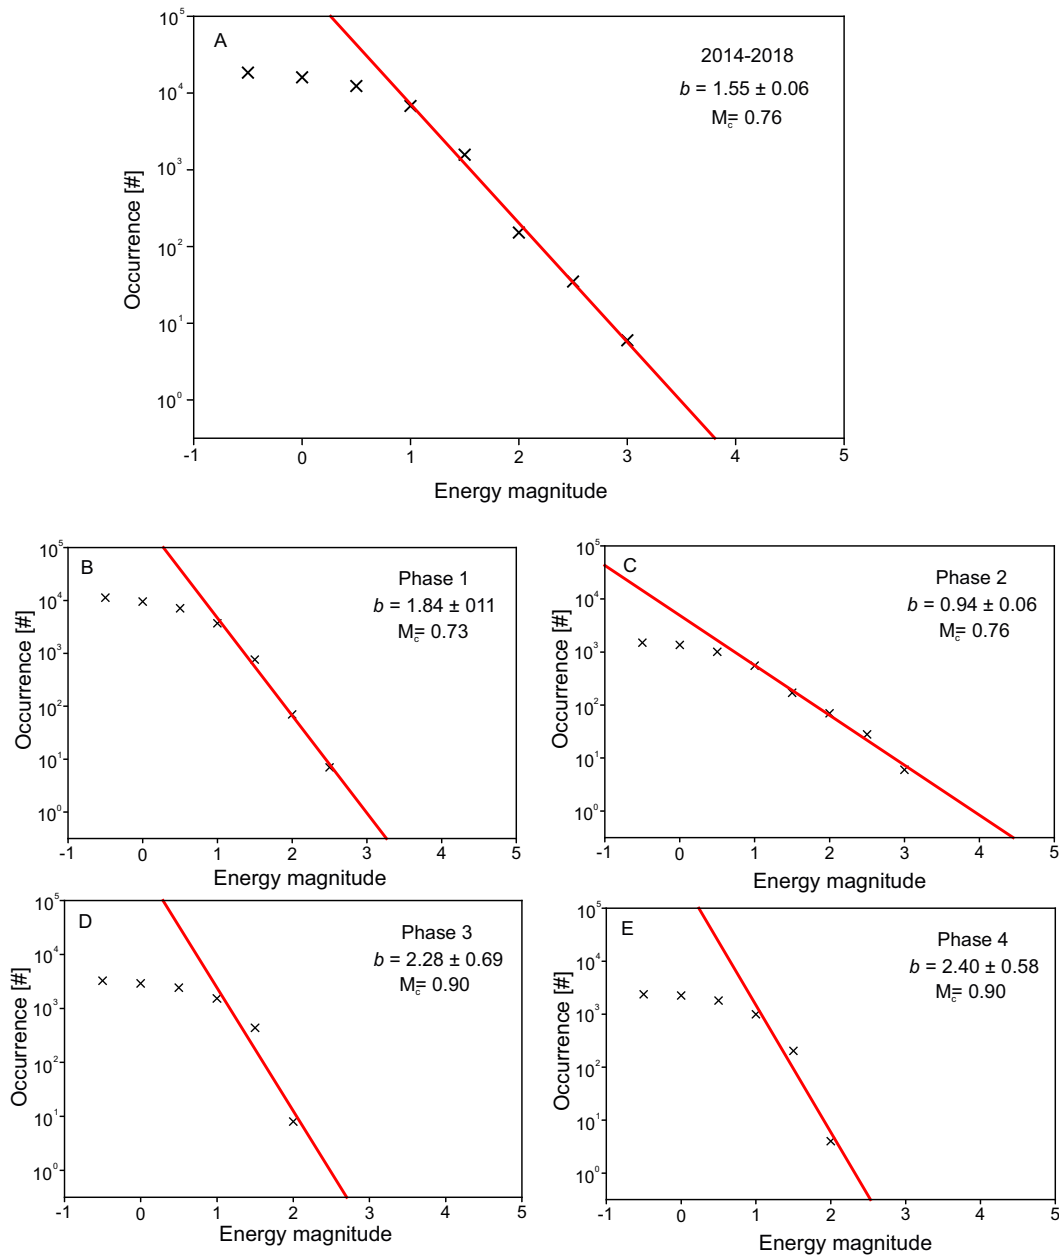 A
2014-2018
b = 1.55 ± 0.06
Mc= 0.76
Occurrence [#]
10^5
10^4
10^3
10^2
10^1
10^0
-1 0 1 2 3 4 5
Energy magnitude
B
Phase 1
b = 1.84 ± 011
Mc= 0.73
Occurrence [#]
10^5
10^4
10^3
10^2
10^1
10^0
-1 0 1 2 3 4 5
Energy magnitude
C
Phase 2
b = 0.94 ± 0.06
Mc= 0.76
Occurrence [#]
10^5
10^4
10^3
10^2
10^1
10^0
-1 0 1 2 3 4 5
Energy magnitude
D
Phase 3
b = 2.28 ± 0.69
Mc= 0.90
Occurrence [#]
10^5
10^4
10^3
10^2
10^1
10^0
-1 0 1 2 3 4 5
Energy magnitude
E
Phase 4
b = 2.40 ± 0.58
Mc= 0.90
Occurrence [#]
10^5
10^4
10^3
10^2
10^1
10^0
-1 0 1 2 3 4 5
Energy magnitude